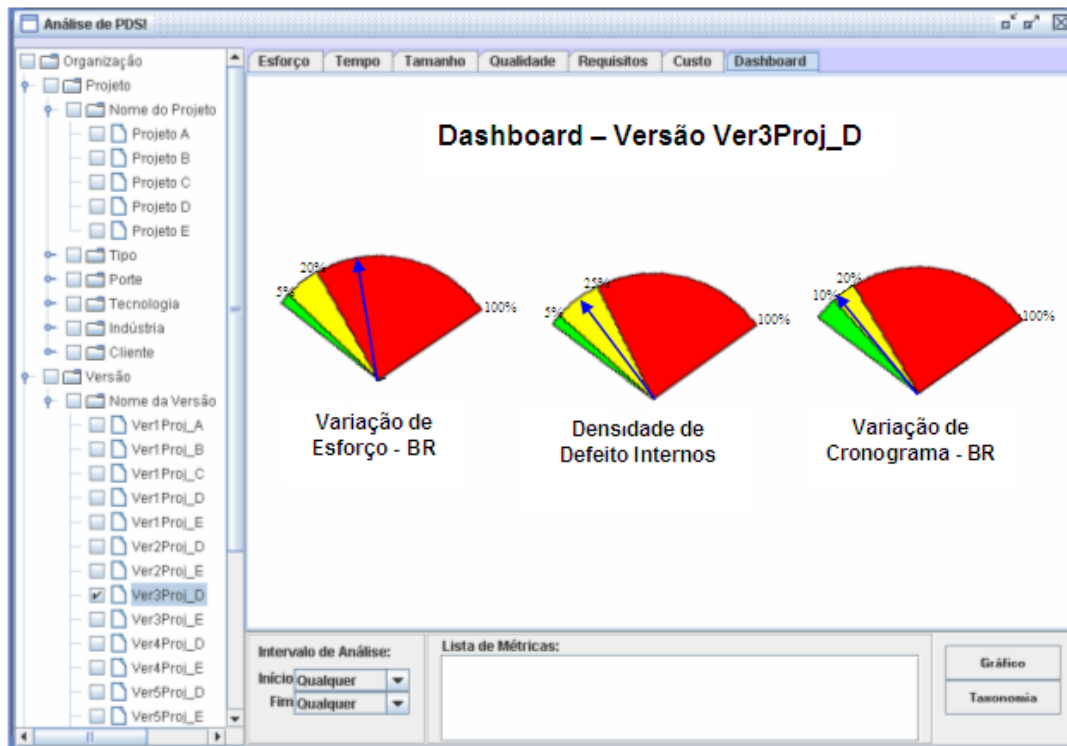 Análise de PDS!
Organização
Projeto
Nome do Projeto
Projeto A
Projeto B
Projeto C
Projeto D
Projeto E
Tipo
Porte
Tecnologia
Indústria
Cliente
Versão
Nome da Versão
Ver1Proj_A
Ver1Proj_B
Ver1Proj_C
Ver1Proj_D
Ver1Proj_E
Ver2Proj_D
Ver2Proj_E
Ver3Proj_D
Ver3Proj_E
Ver4Proj_D
Ver4Proj_E
Ver5Proj_D
Ver5Proj_E
Esforço Tempo Tamanho Qualidade Requisitos Custo Dashboard
Dashboard – Versão Ver3Proj_D
5% 20% 100%
Variação de
Esforço - BR
5% 25% 100%
Densidade de
Defeito Internos
10% 20% 100%
Variação de
Cronograma - BR
Intervalo de Análise:
Início Qualquer
Fim Qualquer
Lista de Métricas:
Gráfico
Taxonomia